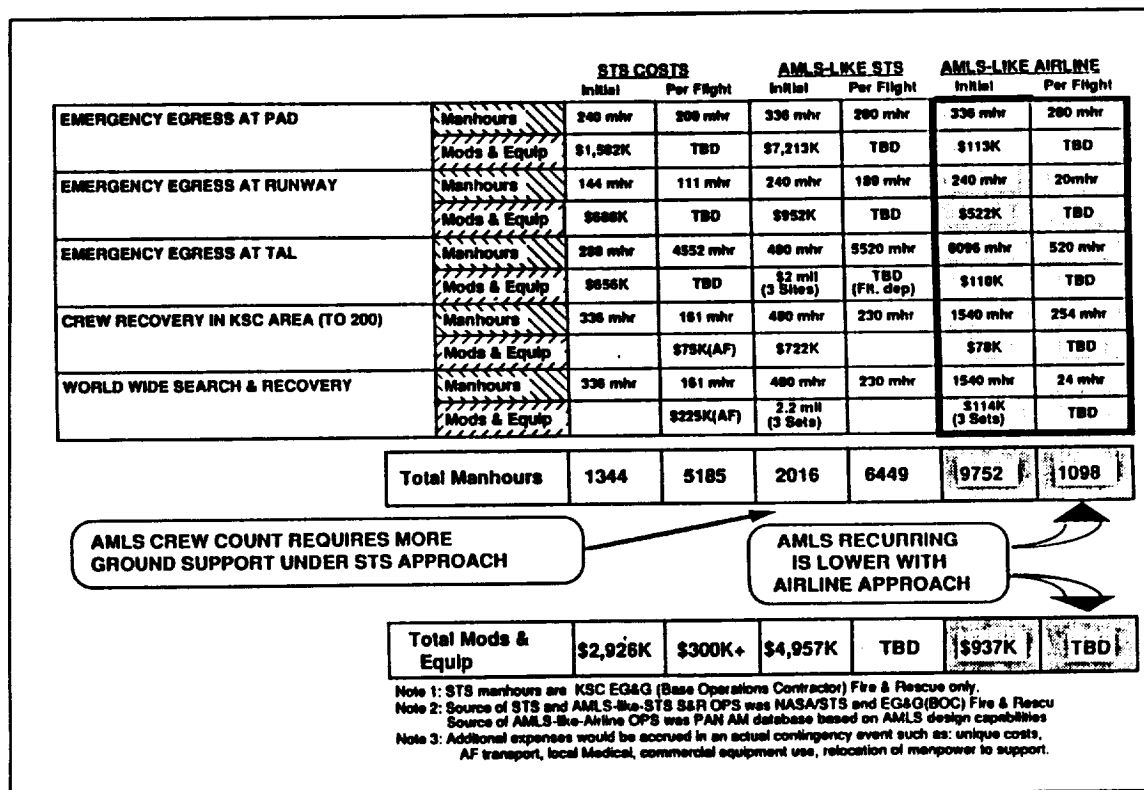 STS COSTS AMLS-LIKE STS AMLS-LIKE AIRLINE
Initial Per Flight Initial Per Flight Initial Per Flight
EMERGENCY EGRESS AT PAD Manhours 240 mhr 200 mhr 336 mhr 280 mhr 336 mhr 280 mhr
Mods & Equip $1,582K TBD $7,213K TBD $113K TBD
EMERGENCY EGRESS AT RUNWAY Manhours 144 mhr 111 mhr 240 mhr 189 mhr 240 mhr 20mhr
Mods & Equip $688K TBD $952K TBD $522K TBD
EMERGENCY EGRESS AT TAL Manhours 288 mhr 4552 mhr 480 mhr 5520 mhr 6096 mhr 520 mhr
Mods & Equip $656K TBD $2 mil TBD $110K TBD
(3 Sites) (Flt. dep)
CREW RECOVERY IN KSC AREA (TO 200) Manhours 336 mhr 161 mhr 480 mhr 230 mhr 1540 mhr 254 mhr
Mods & Equip $75K(AF) $722K $78K TBD
WORLD WIDE SEARCH & RECOVERY Manhours 336 mhr 161 mhr 480 mhr 230 mhr 1540 mhr 24 mhr
Mods & Equip $225K(AF) 2.2 mil $114K TBD
(3 Sets) (3 Sets)
Total Manhours 1344 5185 2016 6449 9752 1098
AMLS CREW COUNT REQUIRES MORE
GROUND SUPPORT UNDER STS APPROACH
AMLS RECURRING
IS LOWER WITH
AIRLINE APPROACH
Total Mods &
Equip $2,926K $300K+ $4,957K TBD $937K TBD
Note 1: STS manhours are KSC EG&G (Base Operations Contractor) Fire & Rescue only.
Note 2: Source of STS and AMLS-like-STS S&R OPS was NASA/STS and EG&G(BOC) Fire & Rescu
Source of AMLS-like-Airline OPS was PAN AM database based on AMLS design capabilities
Note 3: Additonal expenses would be accrued in an actual contingency event such as: unique costs,
AF transport, local Medical, commercial equipment use, relocation of manpower to support.